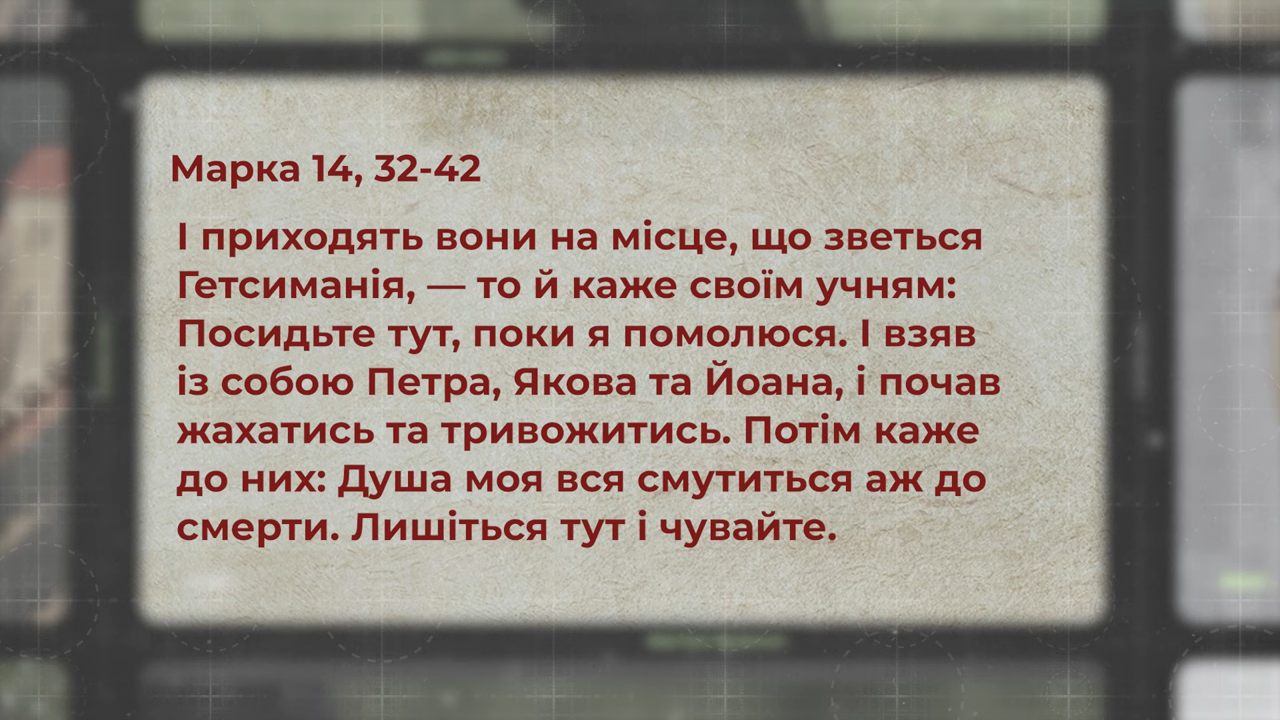 Марка 14, 32-42
І приходять вони на місце, що зветься
Гетсиманія, — то й каже своїм учням:
Посидьте тут, поки я помолюся. І взяв
із собою Петра, Якова та Йоана, і почав
жахатись та тривожитись. Потім каже
до них: Душа моя вся смутиться аж до
смерти. Лишіться тут і чувайте.